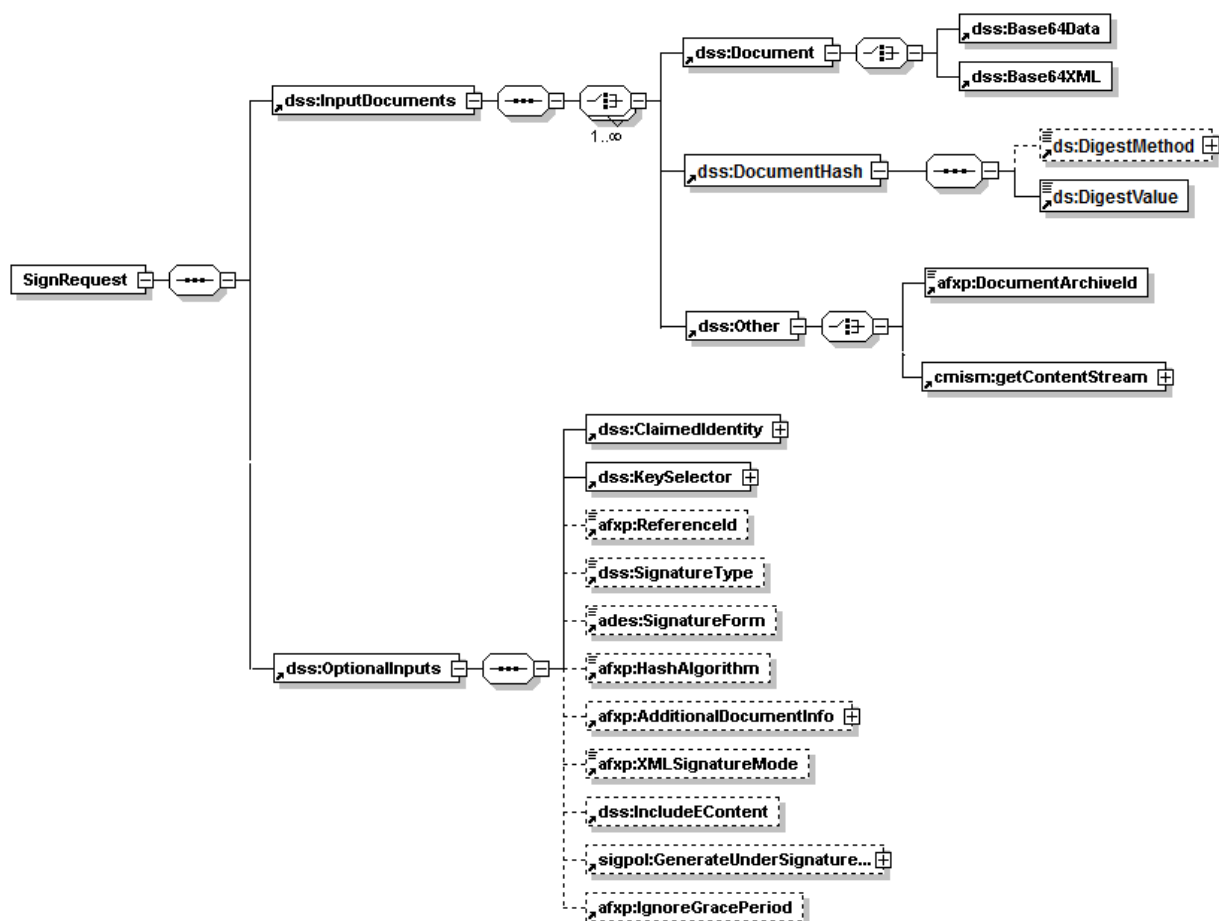 dss:Base64Data
dss:Document
dss:Base64XML
dss:InputDocuments
1..∞
ds:DigestMethod
dss:DocumentHash
ds:DigestValue
SignRequest
afxp:DocumentArchiveId
dss:Other
cmism:getContentStream
dss:ClaimedIdentity
dss:KeySelector
afxp:ReferenceId
dss:SignatureType
ades:SignatureForm
dss:OptionalInputs
afxp:HashAlgorithm
afxp:AdditionalDocumentInfo
afxp:XMLSignatureMode
dss:IncludeEContent
sigpol:GenerateUnderSignature...
afxp:IgnoreGracePeriod